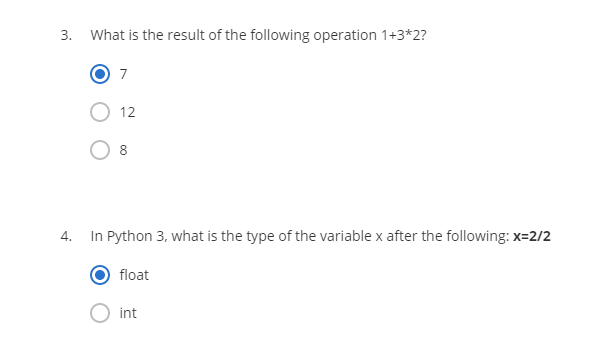 3. What is the result of the following operation 1+3*2?
7
12
8
4. In Python 3, what is the type of the variable x after the following: x=2/2
float
int